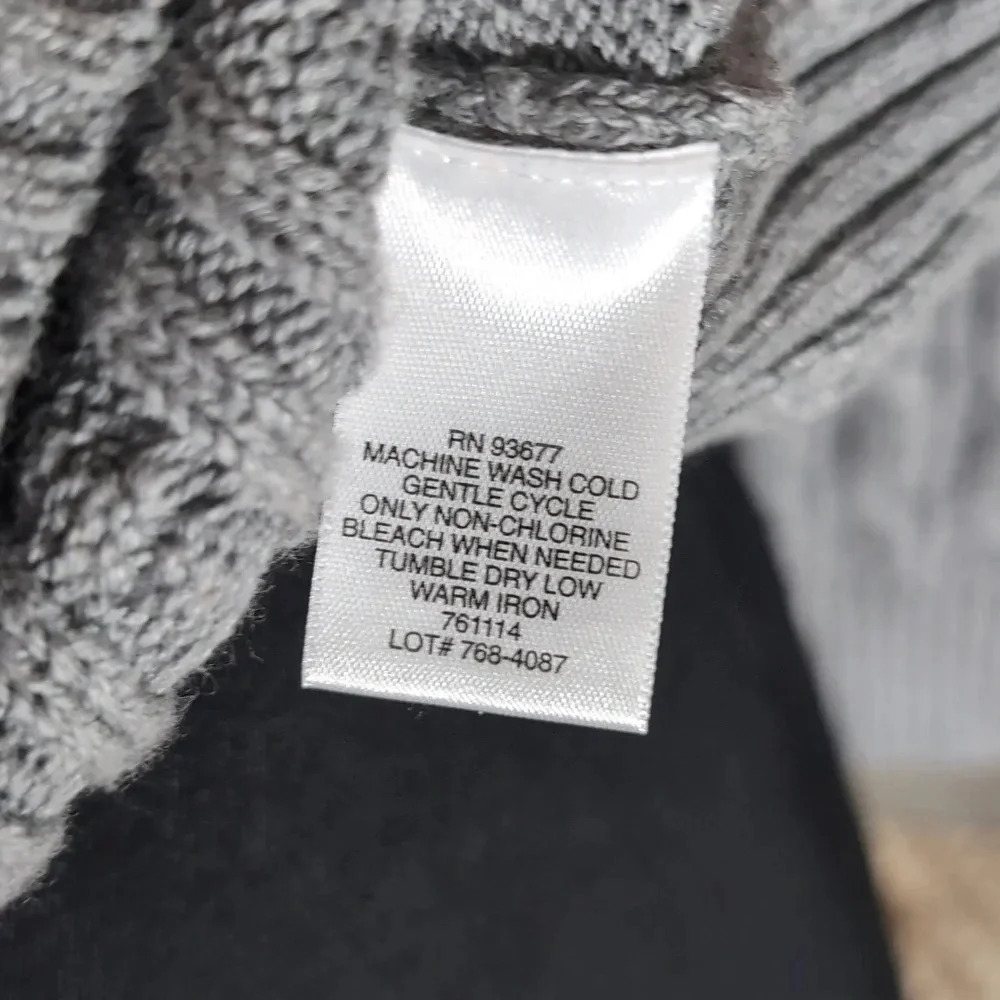 RN 93677
MACHINE WASH COLD
GENTLE CYCLE
ONLY NON-CHLORINE
BLEACH WHEN NEEDED
TUMBLE DRY LOW
WARM IRON
761114
LOT# 768-4087